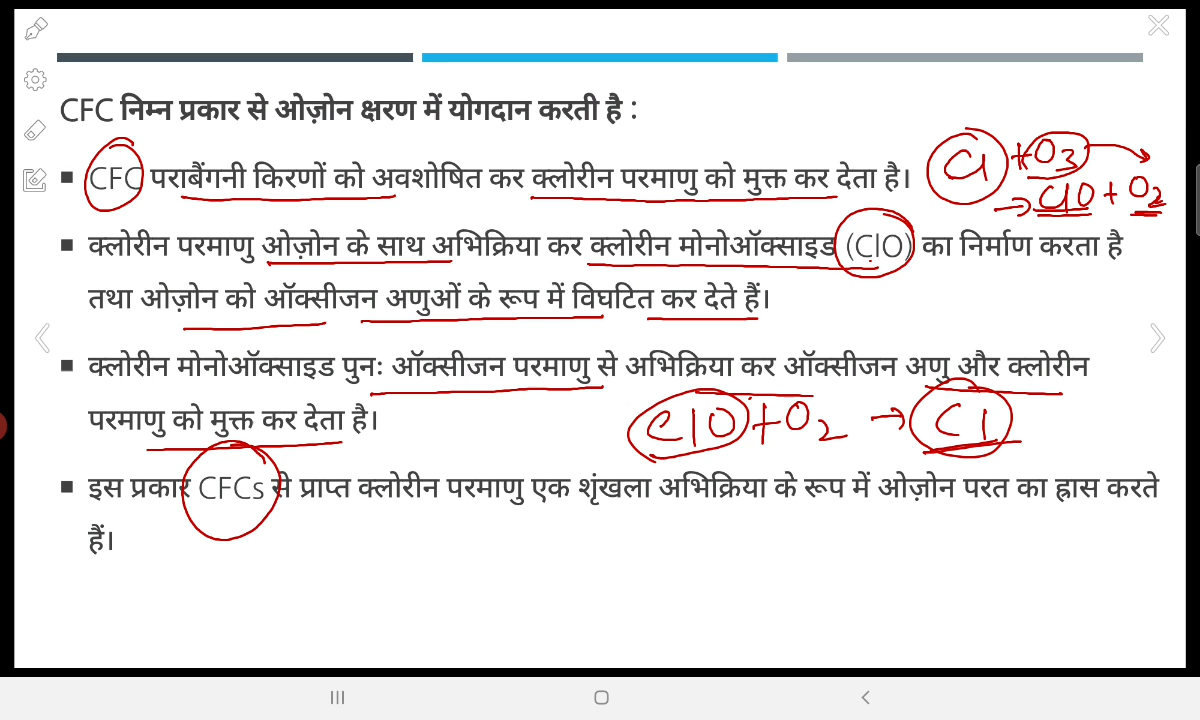 CFC निम्न प्रकार से ओज़ोन क्षरण में योगदान करती है :
▪ CFC पराबैंगनी किरणों को अवशोषित कर क्लोरीन परमाणु को मुक्त कर देता है।
Cl + O3
→ ClO + O2
▪ क्लोरीन परमाणु ओज़ोन के साथ अभिक्रिया कर क्लोरीन मोनोऑक्साइड (ClO) का निर्माण करता है
तथा ओज़ोन को ऑक्सीजन अणुओं के रूप में विघटित कर देते हैं।
▪ क्लोरीन मोनोऑक्साइड पुनः ऑक्सीजन परमाणु से अभिक्रिया कर ऑक्सीजन अणु और क्लोरीन
परमाणु को मुक्त कर देता है।
ClO + O2 → Cl
▪ इस प्रकार CFCs से प्राप्त क्लोरीन परमाणु एक शृंखला अभिक्रिया के रूप में ओज़ोन परत का ह्रास करते
हैं।